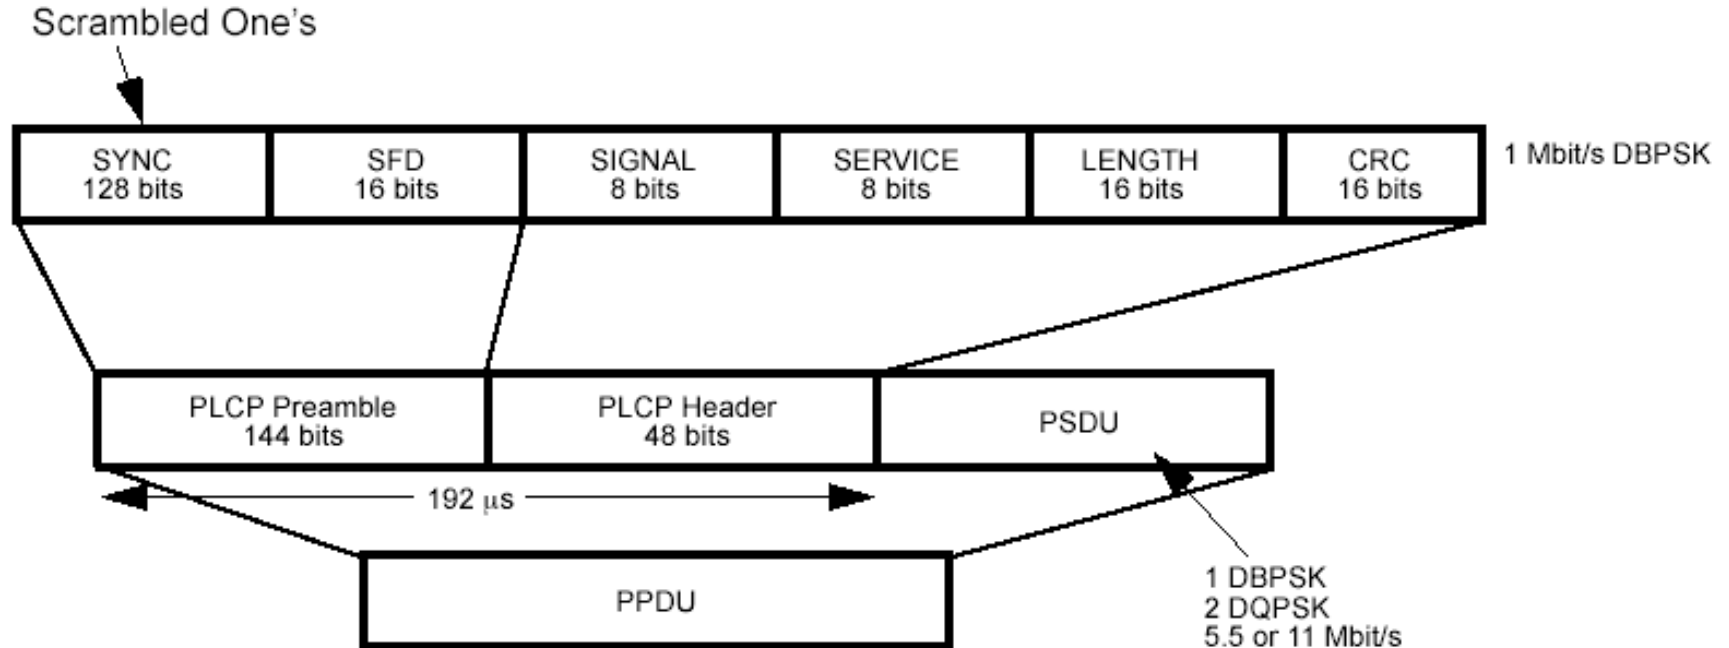 Scrambled One's
SYNC
128 bits
SFD
16 bits
SIGNAL
8 bits
SERVICE
8 bits
LENGTH
16 bits
CRC
16 bits
1 Mbit/s DBPSK
PLCP Preamble
144 bits
PLCP Header
48 bits
PSDU
192 μs
PPDU
1 DBPSK
2 DQPSK
5.5 or 11 Mbit/s